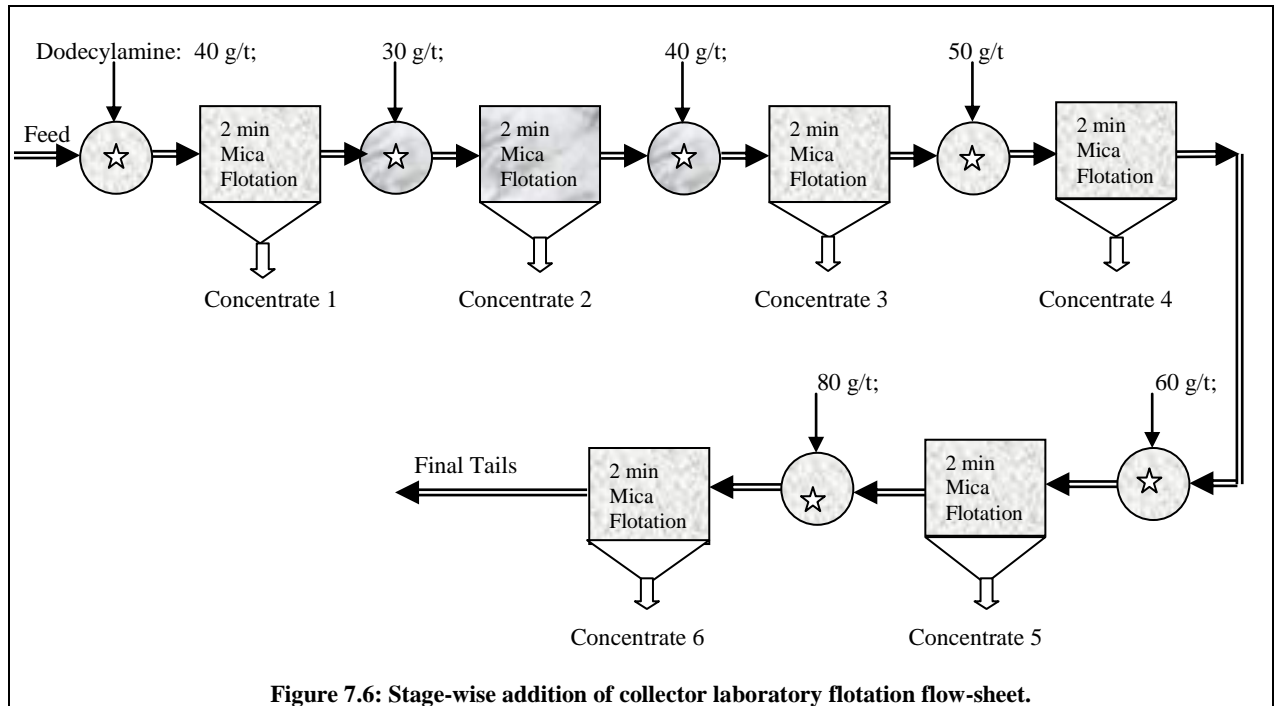 Dodecylamine: 40 g/t; 30 g/t; 40 g/t; 50 g/t
Feed
2 min
Mica
Flotation
2 min
Mica
Flotation
2 min
Mica
Flotation
2 min
Mica
Flotation
Concentrate 1
Concentrate 2
Concentrate 3
Concentrate 4
60 g/t;
80 g/t;
2 min
Mica
Flotation
2 min
Mica
Flotation
Final Tails
Concentrate 5
Concentrate 6
Figure 7.6: Stage-wise addition of collector laboratory flotation flow-sheet.